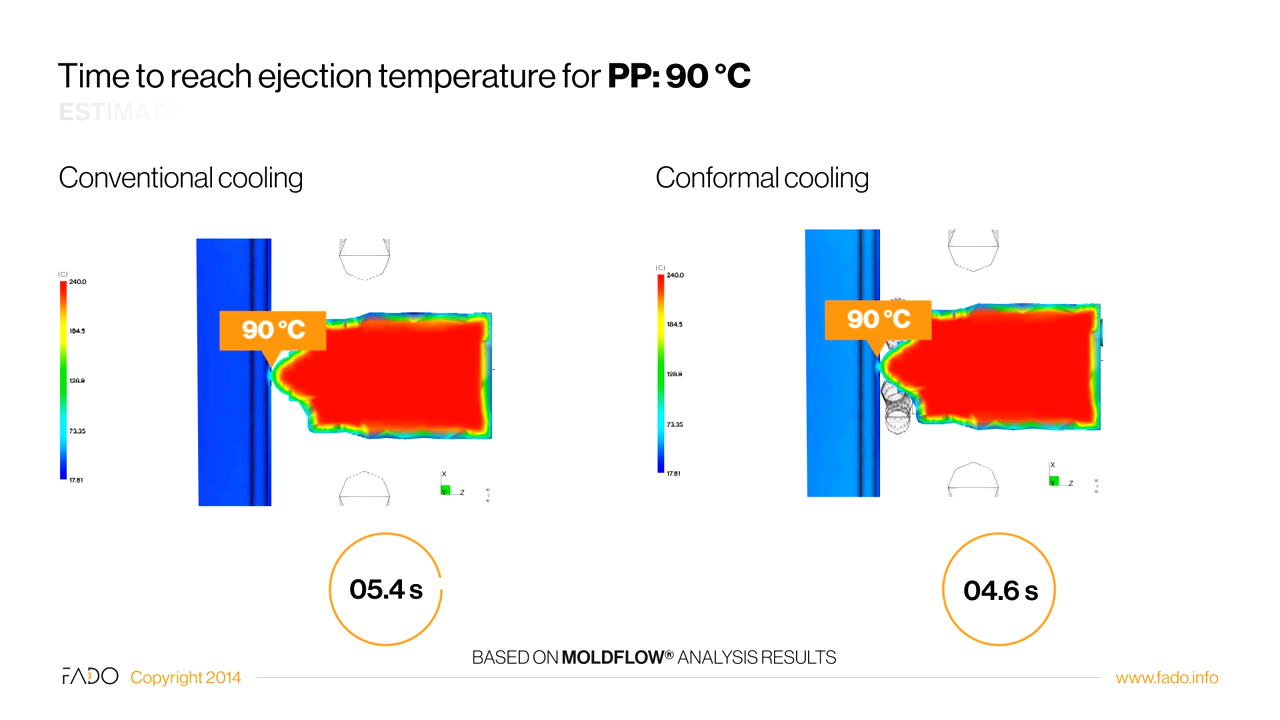 Time to reach ejection temperature for PP: 90 °C
ESTIMATE
Conventional cooling
Conformal cooling
(C)
240.0
184.5
128.9
73.35
17.81
90 °C
X
Y
Z
(C)
240.0
184.5
128.9
73.35
17.81
90 °C
X
Y
Z
05.4 s
04.6 s
BASED ON MOLDFLOW® ANALYSIS RESULTS
FADO Copyright 2014
www.fado.info